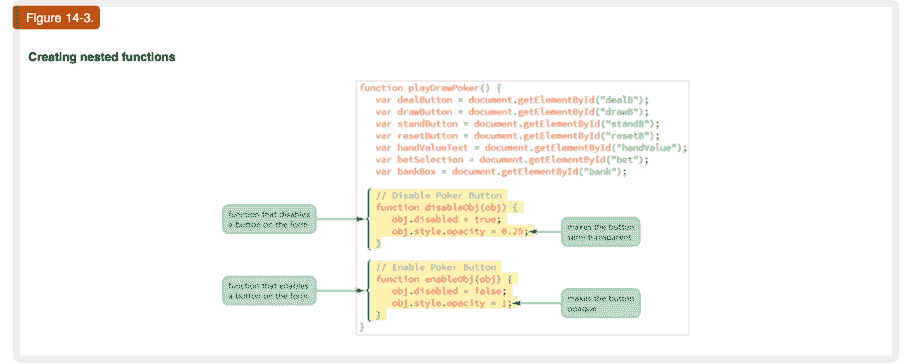 Figure 14-3.
Creating nested functions
function playDrawPoker() {
var dealButton = document.getElementById("dealB");
var drawButton = document.getElementById("drawB");
var standButton = document.getElementById("standB");
var resetButton = document.getElementById("resetB");
var handValueText = document.getElementById("handValue");
var betSelection = document.getElementById("bet");
var bankBox = document.getElementById("bank");
// Disable Poker Button
function disableObj(obj) {
obj.disabled = true;
obj.style.opacity = 0.25;
}
function that disables
a button on the form
makes the button
semi-transparent
// Enable Poker Button
function enableObj(obj) {
obj.disabled = false;
obj.style.opacity = 1;
}
function that enables
a button on the form
makes the button
opaque
}